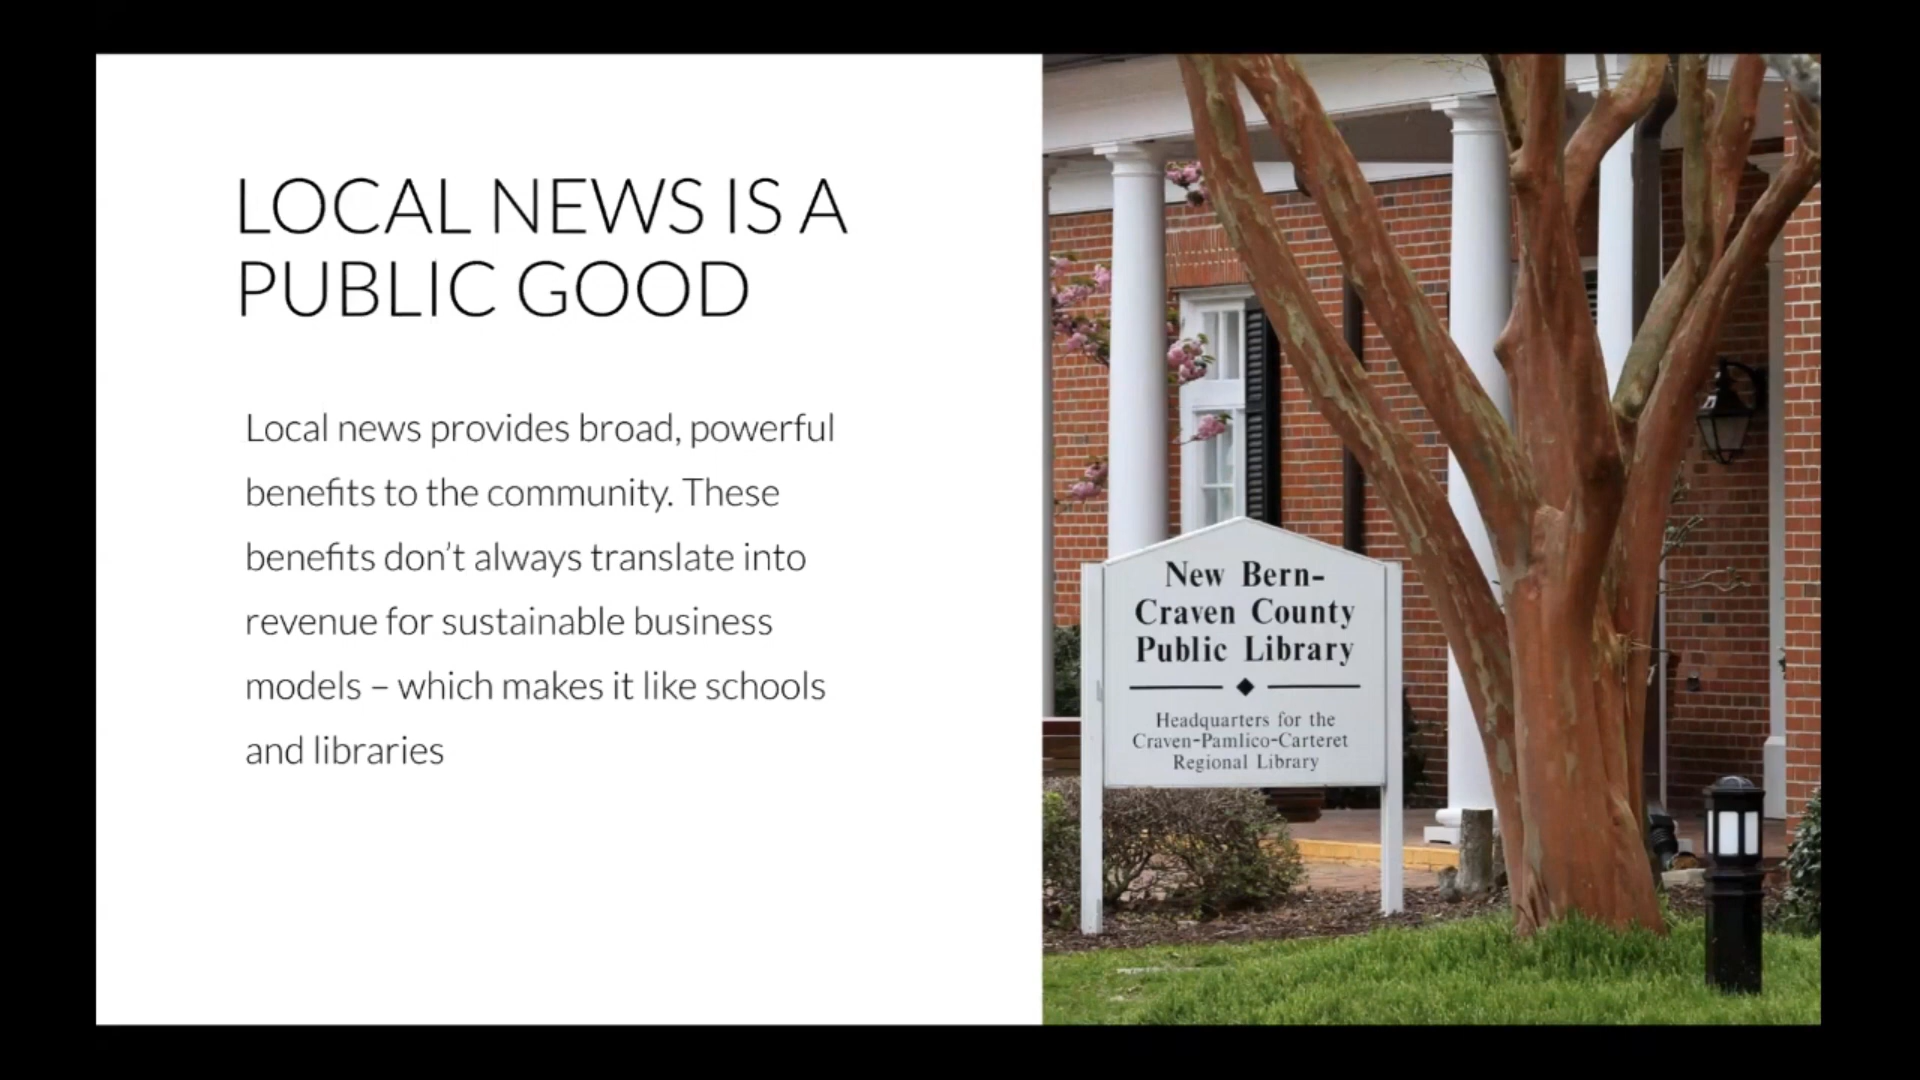 LOCAL NEWS IS A
PUBLIC GOOD
Local news provides broad, powerful
benefits to the community. These
benefits don’t always translate into
revenue for sustainable business
models – which makes it like schools
and libraries
New Bern-
Craven County
Public Library
Headquarters for the
Craven-Pamlico-Carteret
Regional Library